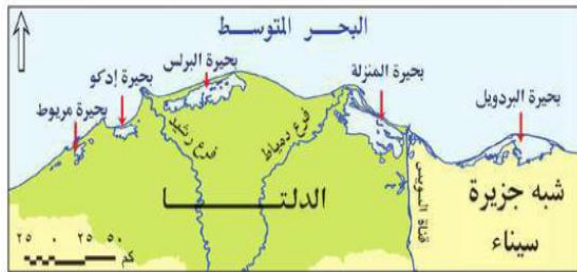 البحر المتوسط
بحيرة البرلس
بحيرة المنزلة
بحيرة إدكو
بحيرة البردويل
بحيرة مريوط
فرع رشيد
فرع دمياط
الدلتـــــــــــا
شبه جزيرة
سيناء
قناة السويس
٢٥ ٠ ٢٥ ٥٠
كم